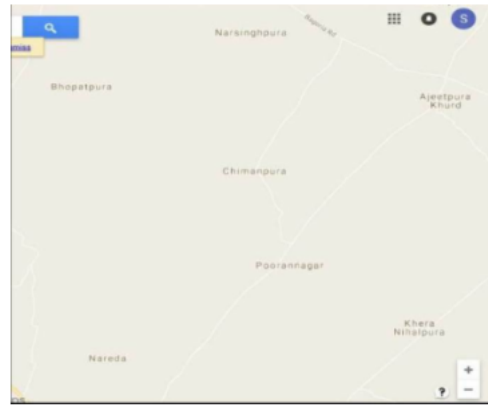 Narsinghpura
S
Bhopatpura
Ajeetpura
Khurd
Chimanpura
Poorannagar
Khera
Nihalpura
Nareda
+
?
−